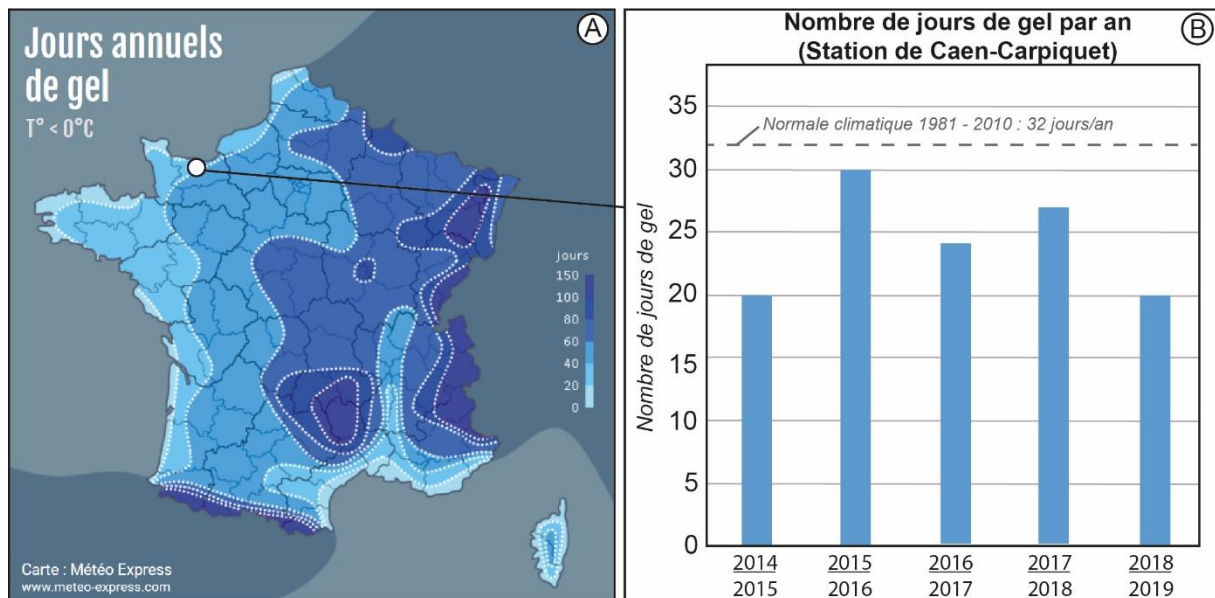 Jours annuels
de gel
T° < 0°C
A
jours
150
100
80
60
40
20
0
Carte : Météo Express
www.meteo-express.com
Nombre de jours de gel par an
(Station de Caen-Carpiquet)
B
Nombre de jours de gel
35
30
25
20
15
10
5
0
Normale climatique 1981 - 2010 : 32 jours/an
2014
2015
2015
2016
2016
2017
2017
2018
2018
2019